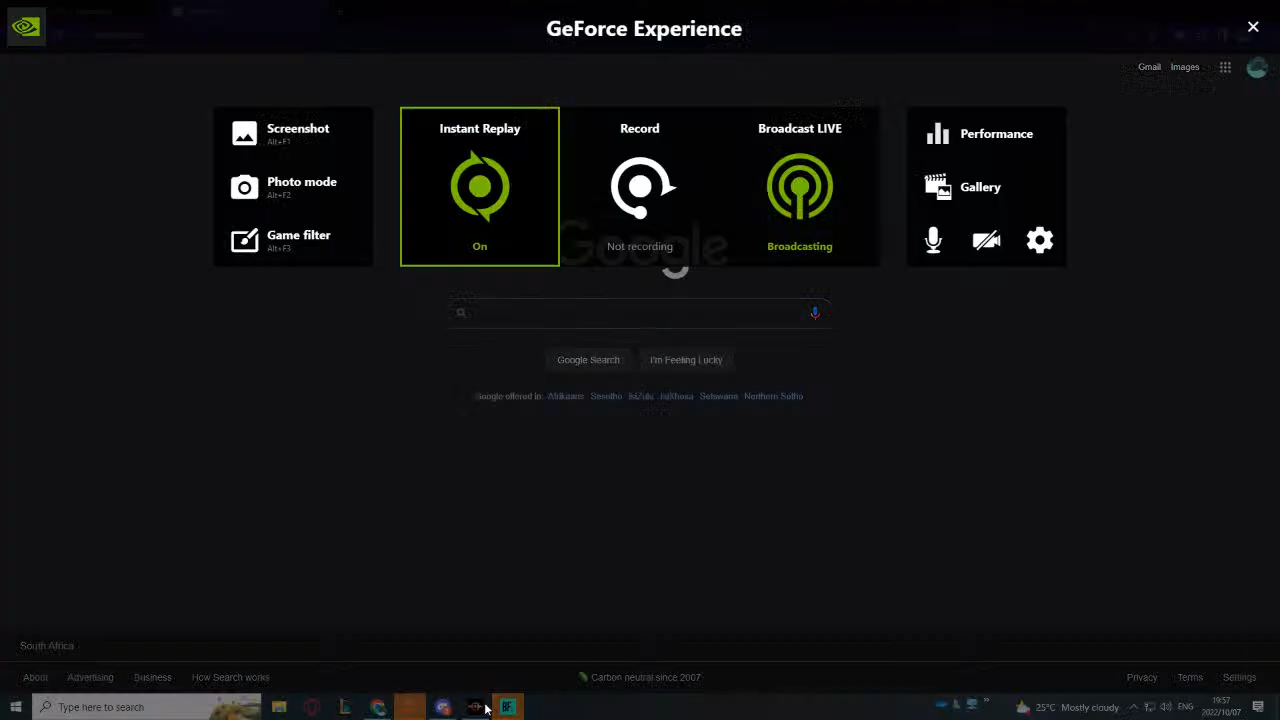 GeForce Experience
Gmail Images
Screenshot
Alt+F1
Photo mode
Alt+F2
Game filter
Alt+F3
Instant Replay
On
Record
Not recording
Broadcast LIVE
Broadcasting
Performance
Gallery
Google
Google Search I'm Feeling Lucky
Google offered in: Afrikaans Sesotho isiZulu IsiXhosa Setswana Northern Sotho
South Africa
About Advertising Business How Search works
Carbon neutral since 2007
Privacy Terms Settings
Type here to search
BF
25°C Mostly cloudy
ENG
19:57
2022/10/07